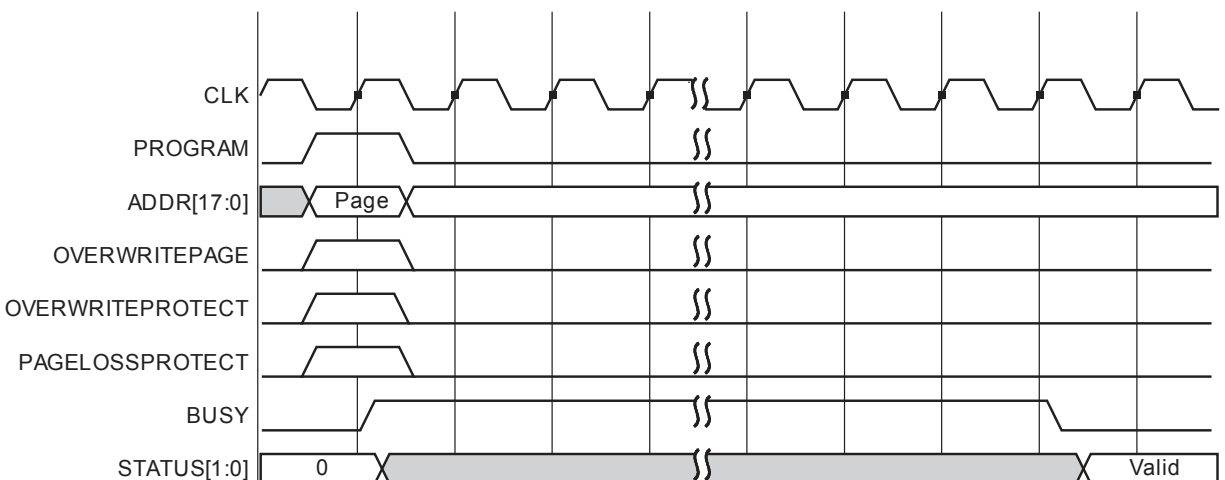 CLK
PROGRAM
ADDR[17:0] Page
OVERWRITEPAGE
OVERWRITEPROTECT
PAGELOSSPROTECT
BUSY
STATUS[1:0] 0 Valid